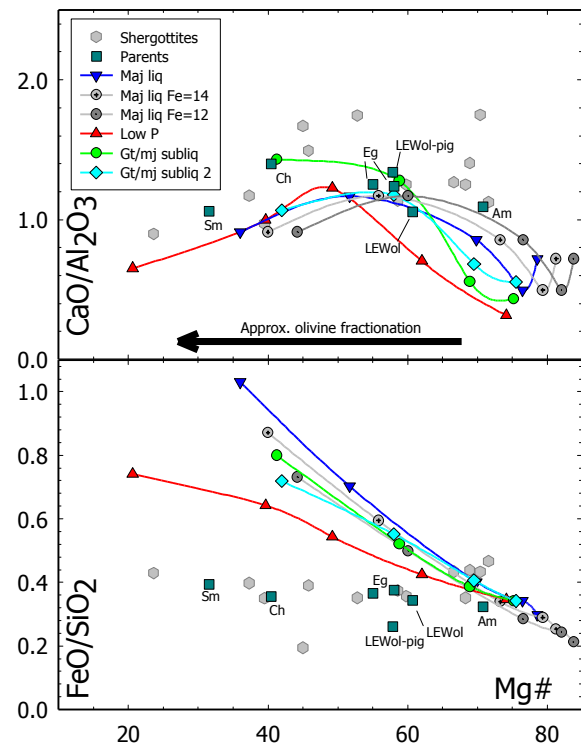 Shergottites
Parents
Maj liq
Maj liq Fe=14
Maj liq Fe=12
Low P
Gt/mj subliq
Gt/mj subliq 2
2.0
1.0
0.0
CaO/Al2O3
Sm
Ch
Eg
LEWol-pig
LEWol
Am
Approx. olivine fractionation
1.0
0.8
0.6
0.4
0.2
0.0
FeO/SiO2
Sm
Ch
Eg
LEWol-pig
LEWol
Am
Mg#
20 40 60 80